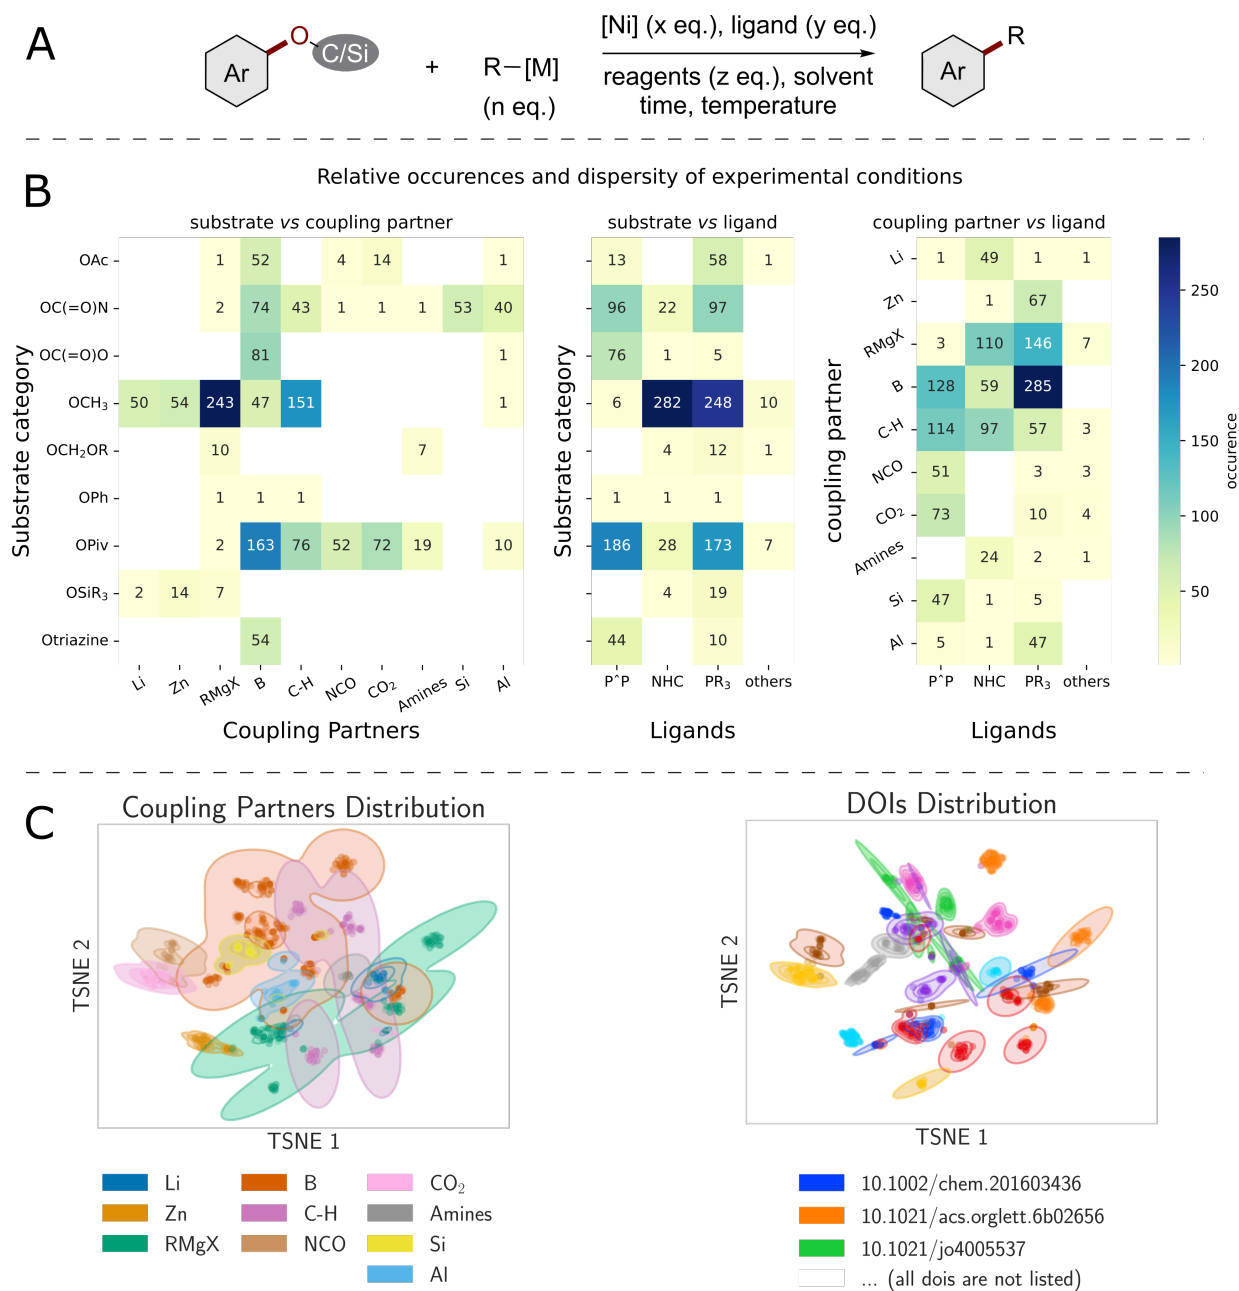 A
Ar
O
C/Si
+
R–[M]
(n eq.)
[Ni] (x eq.), ligand (y eq.)
reagents (z eq.), solvent
time, temperature
Ar
R
B
Relative occurences and dispersity of experimental conditions
substrate vs coupling partner
Substrate category
OAc 1 52 4 14 1
OC(=O)N 2 74 43 1 1 1 53 40
OC(=O)O 81 1
OCH₃ 50 54 243 47 151 1
OCH₂OR 10 7
OPh 1 1 1
OPiv 2 163 76 52 72 19 10
OSiR₃ 2 14 7
Otriazine 54
Li Zn RMgX B C-H NCO CO₂ Amines Si Al
Coupling Partners
substrate vs ligand
Substrate category
13 58 1
96 22 97
76 1 5
6 282 248 10
4 12 1
1 1 1
186 28 173 7
4 19
44 10
P^P NHC PR₃ others
Ligands
coupling partner vs ligand
coupling partner
Li 1 49 1 1
Zn 1 67
RMgX 3 110 146 7
B 128 59 285
C-H 114 97 57 3
NCO 51 3 3
CO₂ 73 10 4
Amines 24 2 1
Si 47 1 5
Al 5 1 47
P^P NHC PR₃ others
Ligands
250
200
150
100
50
occurence
C
Coupling Partners Distribution
TSNE 2
TSNE 1
Li
Zn
RMgX
B
C-H
NCO
CO₂
Amines
Si
Al
DOIs Distribution
TSNE 2
TSNE 1
10.1002/chem.201603436
10.1021/acs.orglett.6b02656
10.1021/jo4005537
... (all dois are not listed)